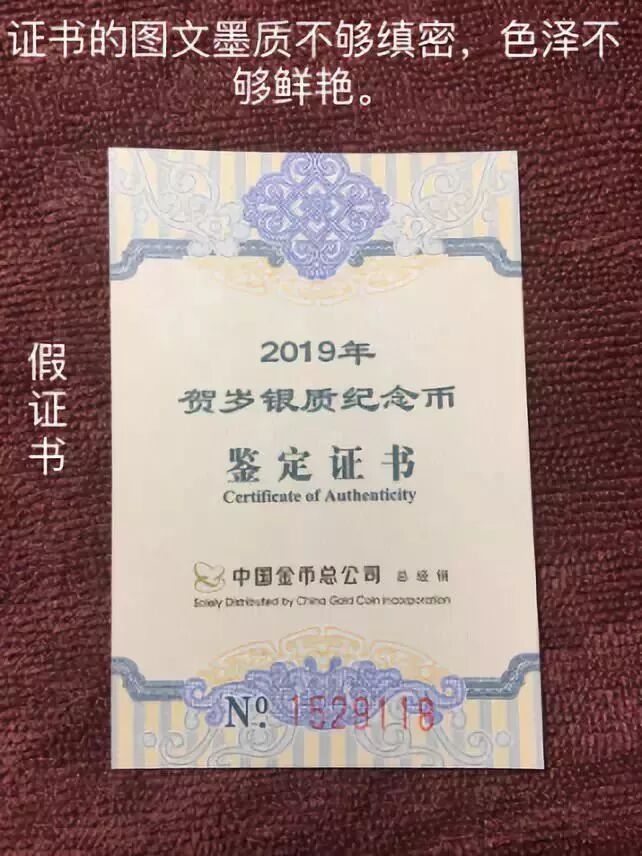 证书的图文墨质不够缜密，色泽不
够鲜艳。
假证书
2019年
贺岁银质纪念币
鉴定证书
Certificate of Authenticity
中国金币总公司 总经销
Solely Distributed by China Gold Coin Incorporation
Nº. 1529118